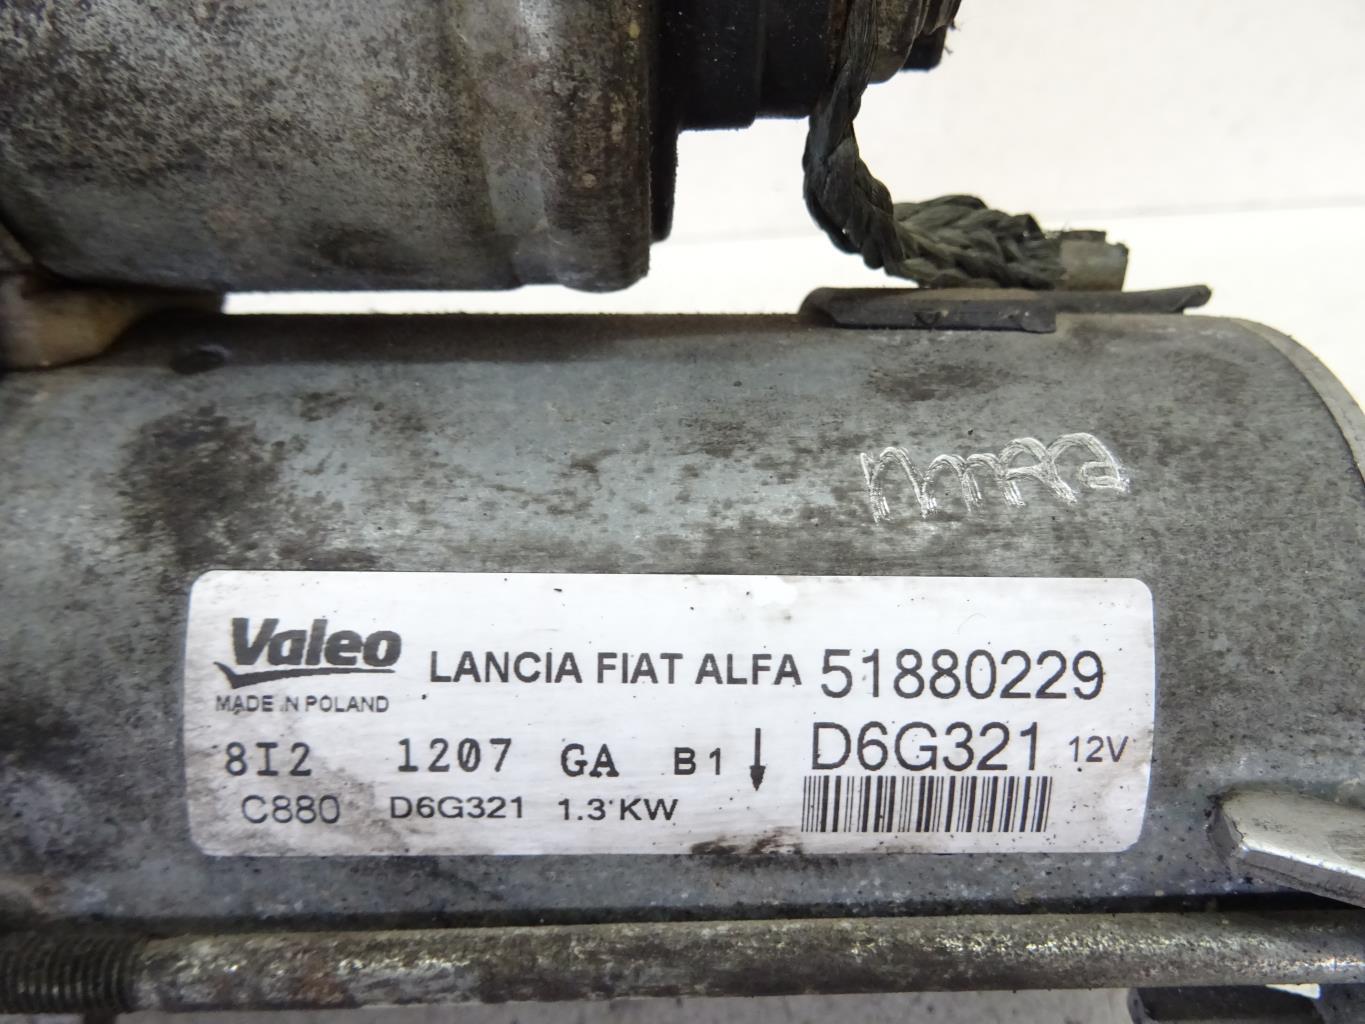 Valeo LANCIA FIAT ALFA 51880229
MADE IN POLAND
8I2 1207 GA B1 D6G321 12V
C880 D6G321 1.3 KW